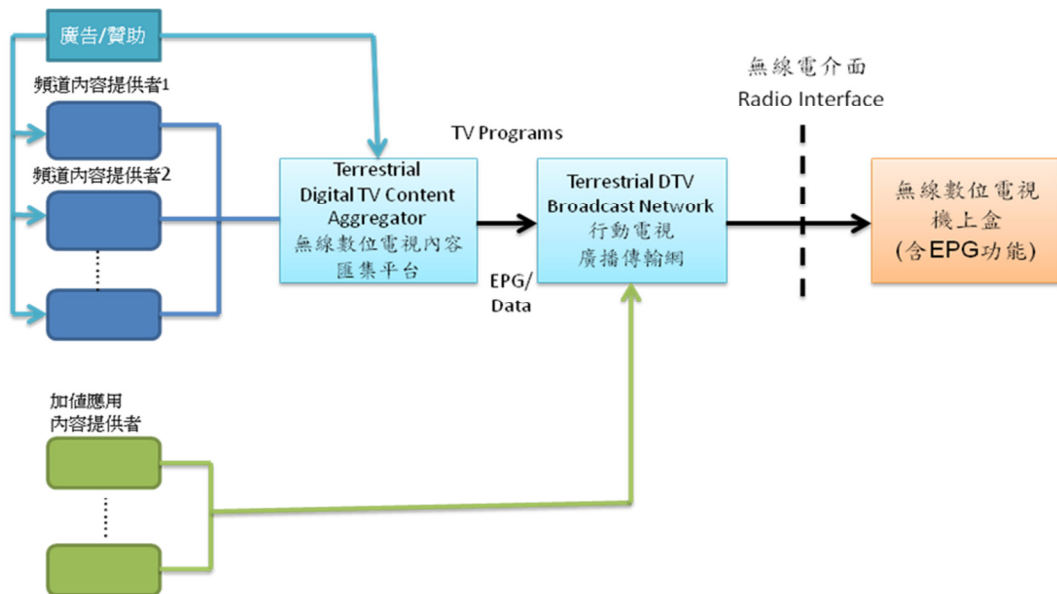 廣告/贊助
頻道內容提供者1
頻道內容提供者2
加值應用
內容提供者
Terrestrial
Digital TV Content
Aggregator
無線數位電視內容
匯集平台
TV Programs
EPG/
Data
Terrestrial DTV
Broadcast Network
行動電視
廣播傳輸網
無線電介面
Radio Interface
無線數位電視
機上盒
(含EPG功能)